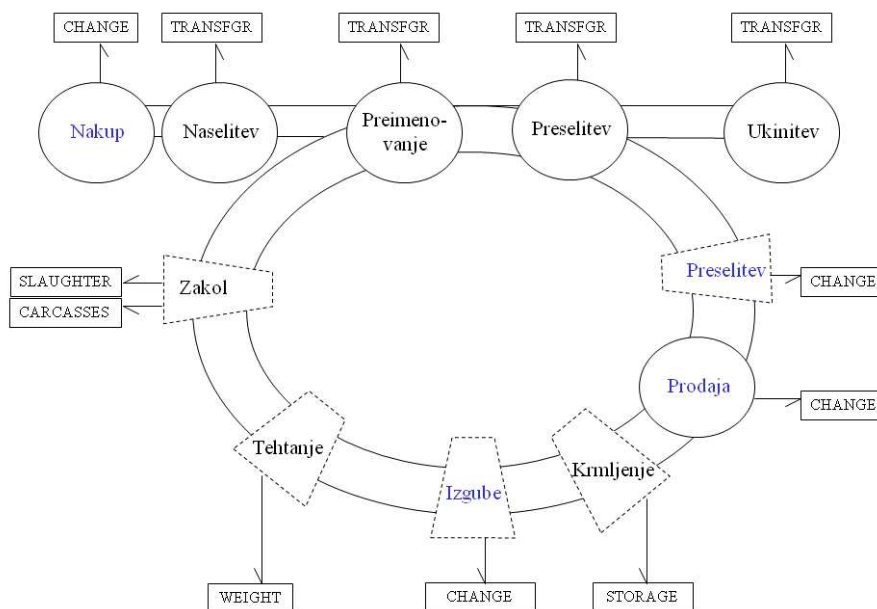 CHANGE
TRANSFGR
TRANSFGR
TRANSFGR
TRANSFGR
Nakup
Naselitev
Preimeno-
vanje
Preselitev
Ukinitev
SLAUGHTER
CARCASSES
Zakol
Preselitev
CHANGE
Prodaja
CHANGE
Tehtanje
Izgube
Krmljenje
WEIGHT
CHANGE
STORAGE